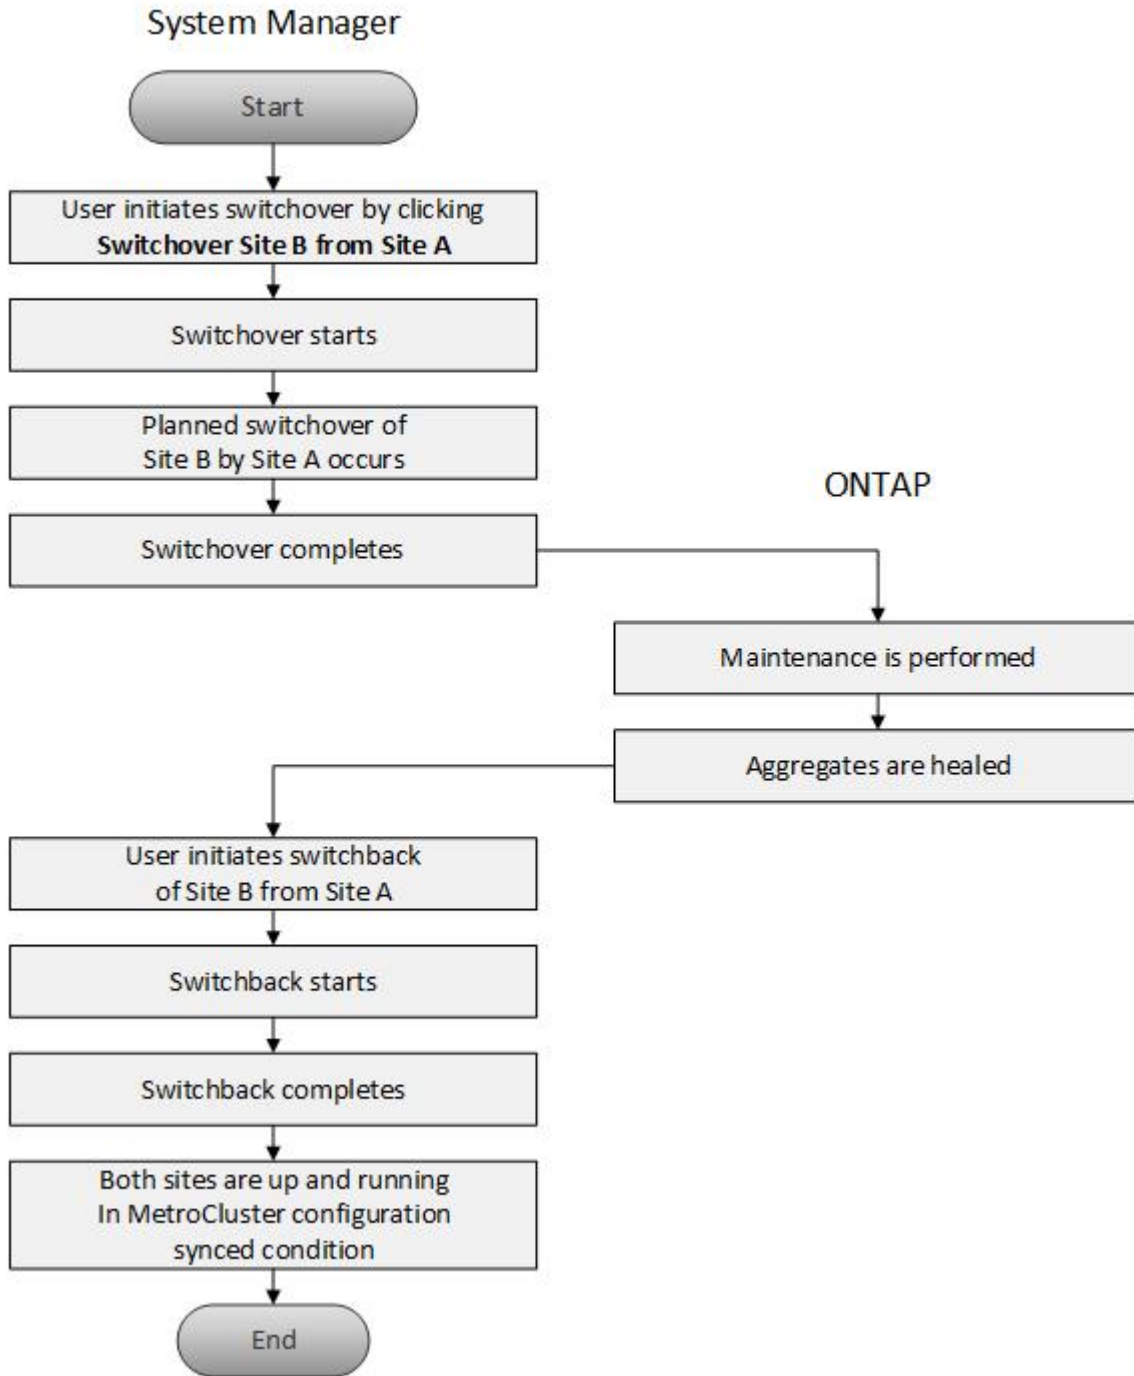 System Manager
Start
User initiates switchover by clicking
Switchover Site B from Site A
Switchover starts
Planned switchover of
Site B by Site A occurs
ONTAP
Switchover completes
Maintenance is performed
Aggregates are healed
User initiates switchback
of Site B from Site A
Switchback starts
Switchback completes
Both sites are up and running
In MetroCluster configuration
synced condition
End